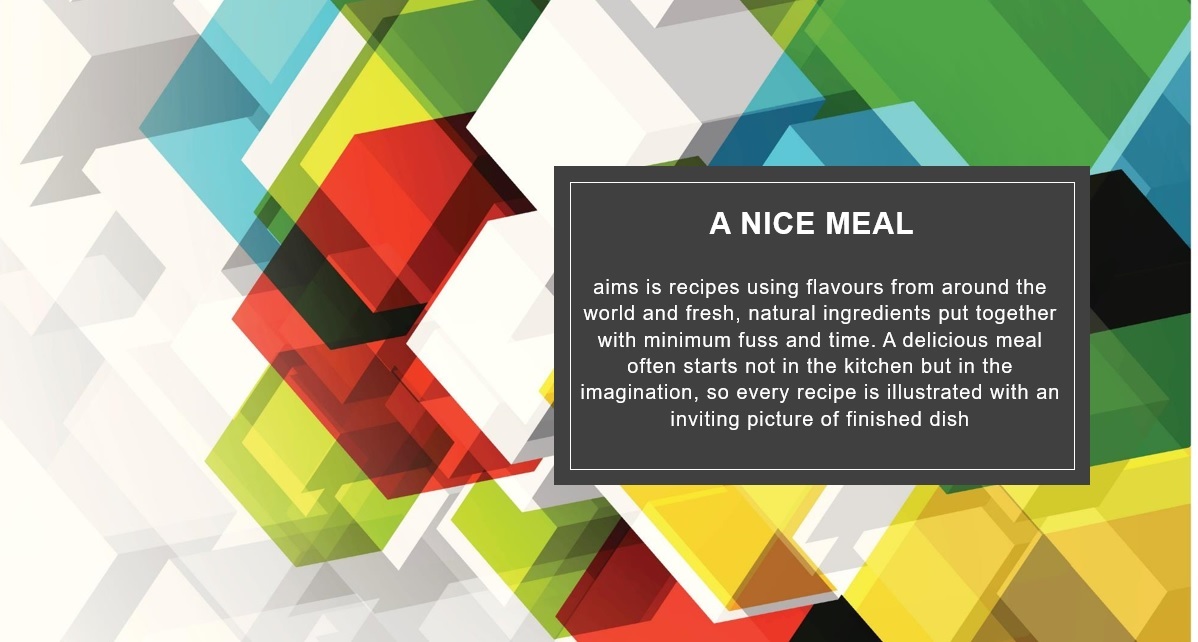 A NICE MEAL
aims is recipes using flavours from around the
world and fresh, natural ingredients put together
with minimum fuss and time. A delicious meal
often starts not in the kitchen but in the
imagination, so every recipe is illustrated with an
inviting picture of finished dish